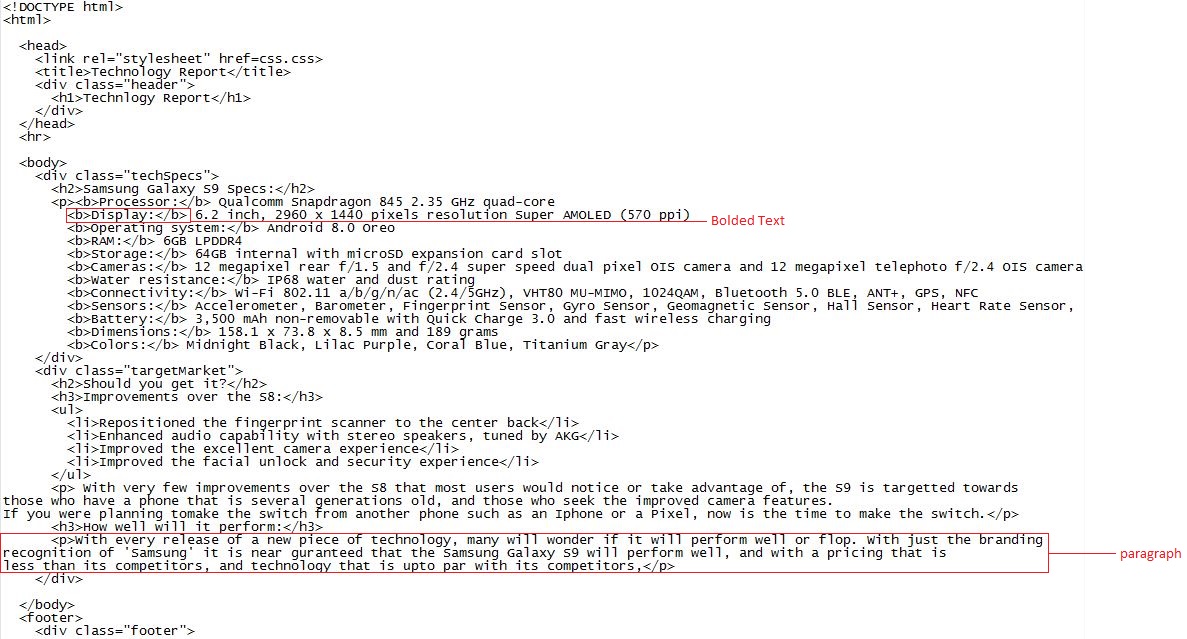 <!DOCTYPE html>
<html>
<head>
<link rel="stylesheet" href=css.css>
<title>Technology Report</title>
<div class="header">
<h1>Technlogy Report</h1>
</div>
</head>
<hr>
<body>
<div class="techSpecs">
<h2>Samsung Galaxy S9 Specs:</h2>
<p><b>Processor:</b> Qualcomm Snapdragon 845 2.35 GHz quad-core
<b>Display:</b> 6.2 inch, 2960 x 1440 pixels resolution Super AMOLED (570 ppi)
Bolded Text
<b>Operating system:</b> Android 8.0 Oreo
<b>RAM:</b> 6GB LPDDR4
<b>Storage:</b> 64GB internal with microSD expansion card slot
<b>Cameras:</b> 12 megapixel rear f/1.5 and f/2.4 super speed dual pixel OIS camera and 12 megapixel telephoto f/2.4 OIS camera
<b>Water resistance:</b> IP68 water and dust rating
<b>Connectivity:</b> Wi-Fi 802.11 a/b/g/n/ac (2.4/5GHz), VHT80 MU-MIMO, 1024QAM, Bluetooth 5.0 BLE, ANT+, GPS, NFC
<b>Sensors:</b> Accelerometer, Barometer, Fingerprint Sensor, Gyro Sensor, Geomagnetic Sensor, Hall Sensor, Heart Rate Sensor,
<b>Battery:</b> 3,500 mAh non-removable with Quick Charge 3.0 and fast wireless charging
<b>Dimensions:</b> 158.1 x 73.8 x 8.5 mm and 189 grams
<b>Colors:</b> Midnight Black, Lilac Purple, Coral Blue, Titanium Gray</p>
</div>
<div class="targetMarket">
<h2>Should you get it?</h2>
<h3>Improvements over the S8:</h3>
<ul>
<li>Repositioned the fingerprint scanner to the center back</li>
<li>Enhanced audio capability with stereo speakers, tuned by AKG</li>
<li>Improved the excellent camera experience</li>
<li>Improved the facial unlock and security experience</li>
</ul>
<p> With very few improvements over the S8 that most users would notice or take advantage of, the S9 is targetted towards
those who have a phone that is several generations old, and those who seek the improved camera features.
If you were planning tomake the switch from another phone such as an Iphone or a Pixel, now is the time to make the switch.</p>
<h3>How well will it perform:</h3>
<p>With every release of a new piece of technology, many will wonder if it will perform well or flop. With just the branding
recognition of 'Samsung' it is near guranteed that the Samsung Galaxy S9 will perform well, and with a pricing that is
paragraph
less than its competitors, and technology that is upto par with its competitors,</p>
</div>
</body>
<footer>
<div class="footer">